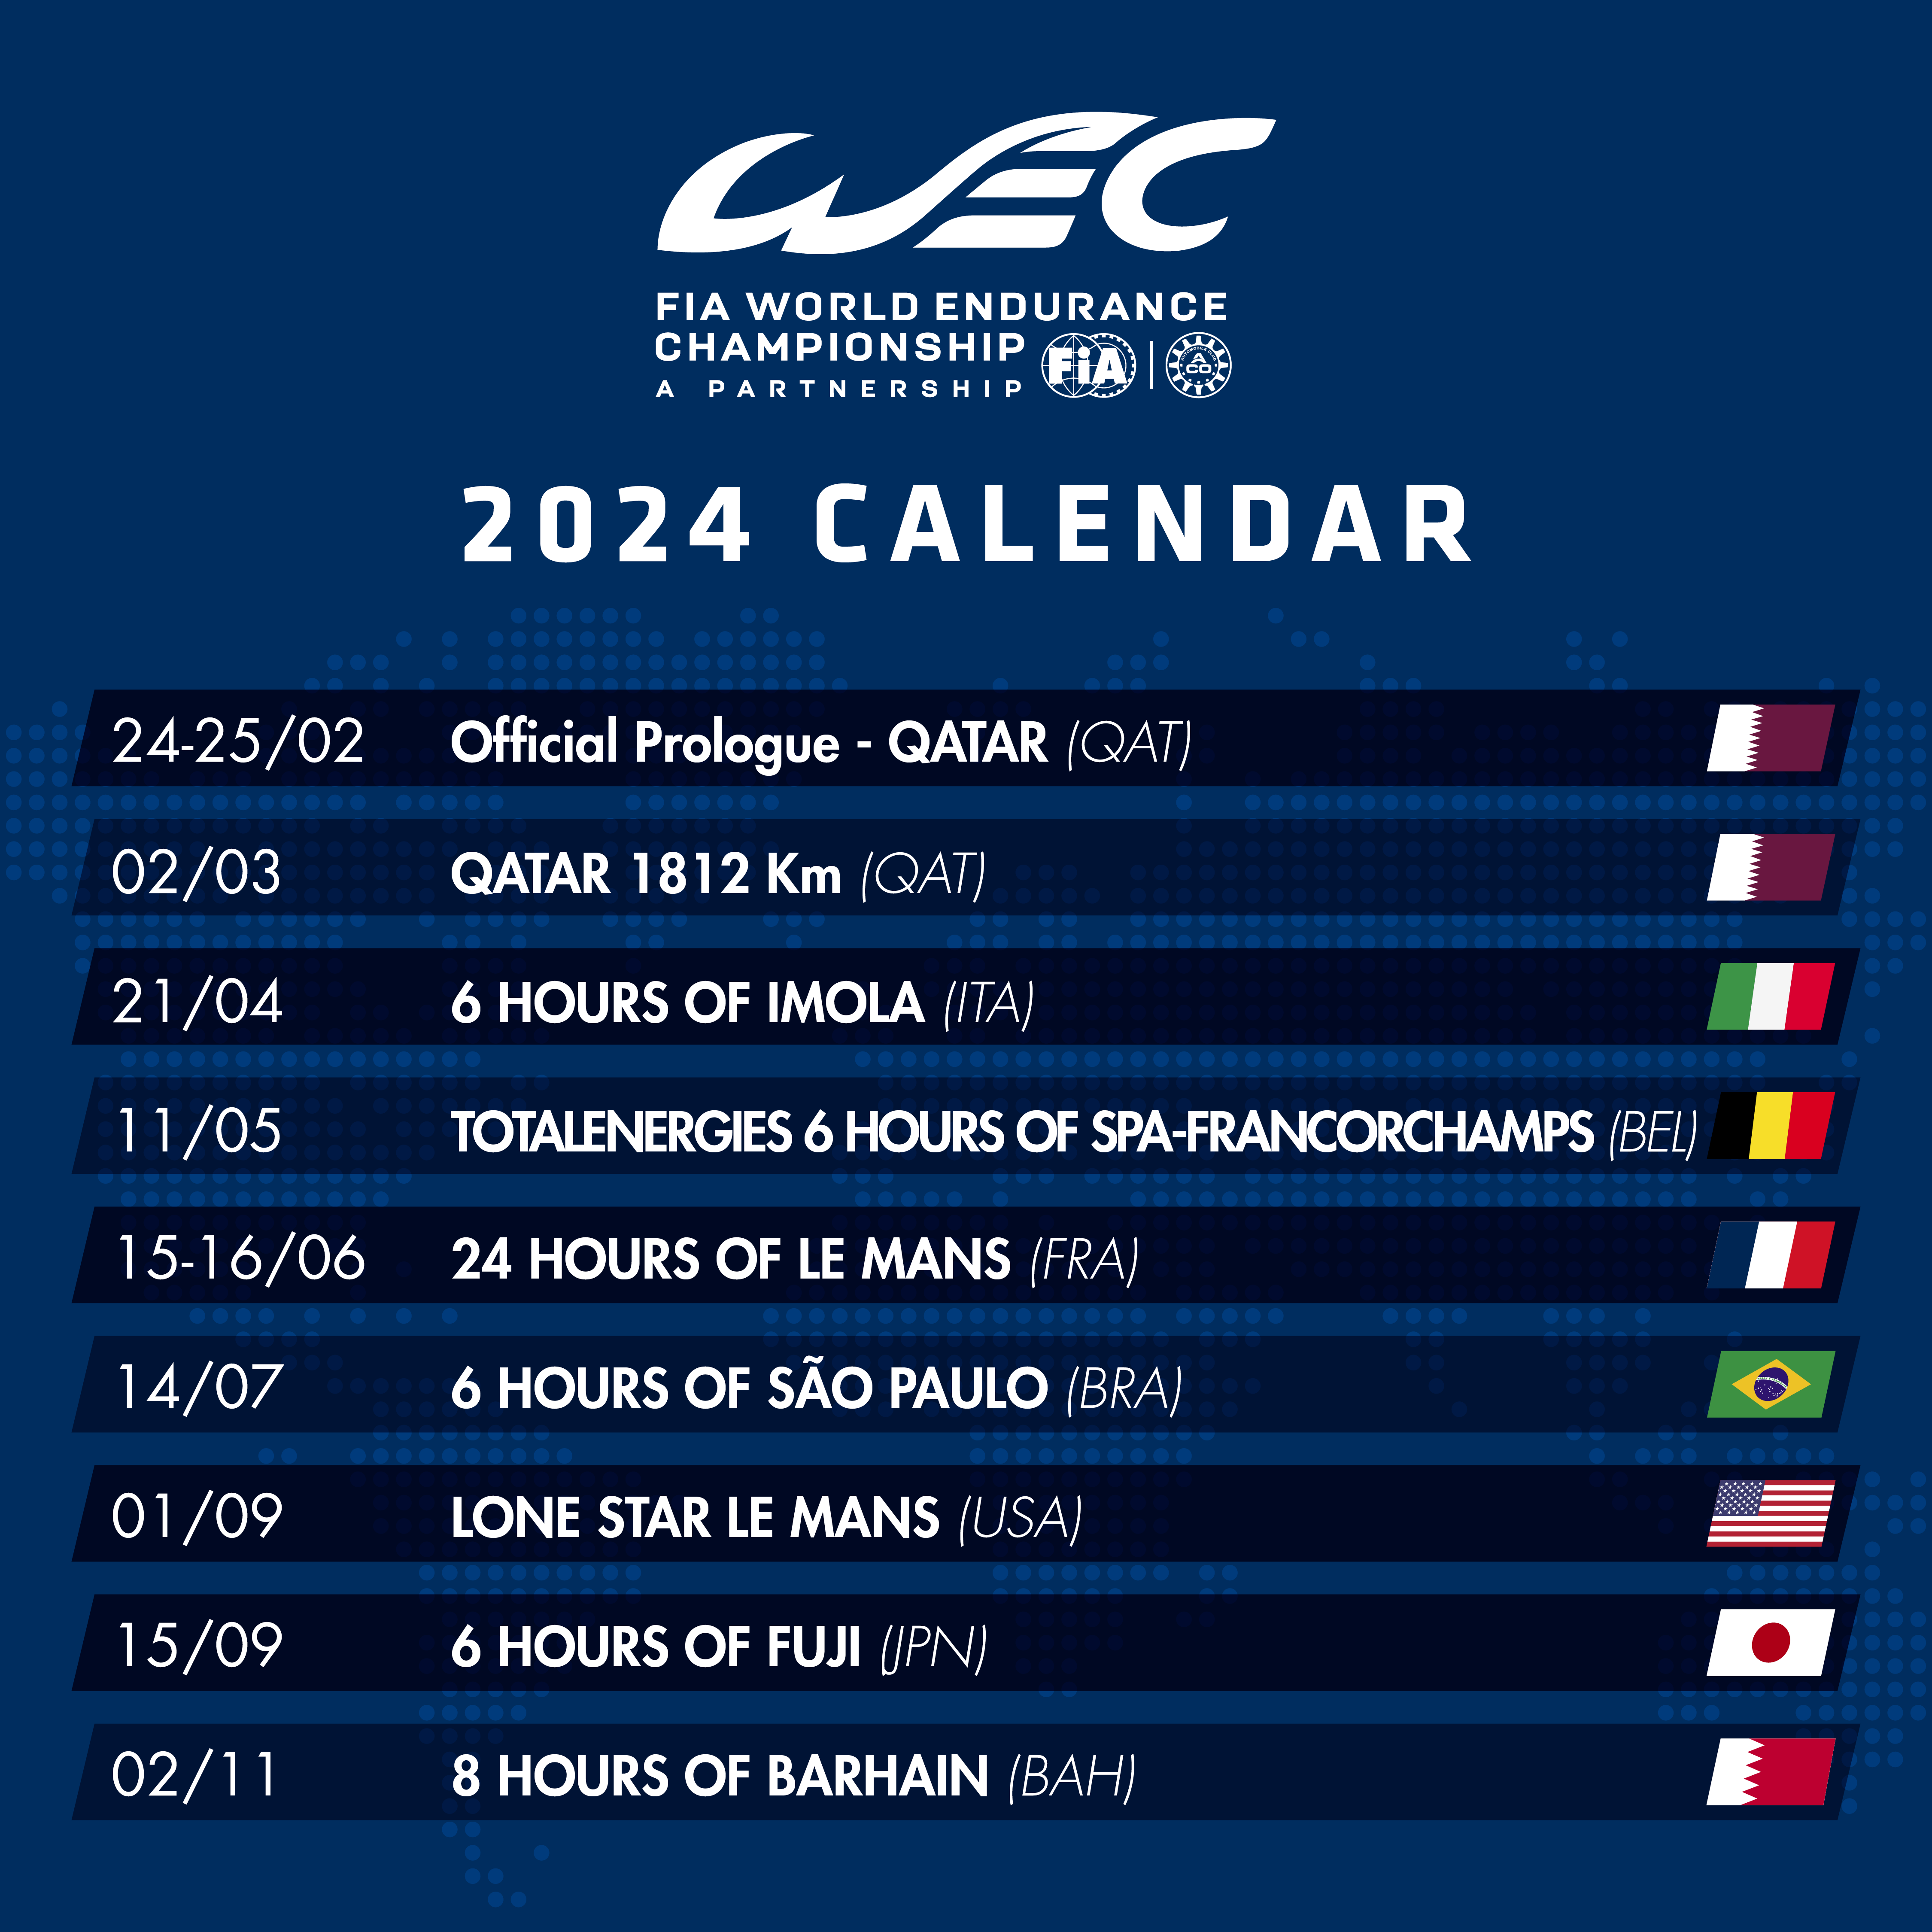 WEC
FIA WORLD ENDURANCE
CHAMPIONSHIP
A PARTNERSHIP FiA ACO
2024 CALENDAR
24-25/02 Official Prologue - QATAR (QAT)
02/03 QATAR 1812 Km (QAT)
21/04 6 HOURS OF IMOLA (ITA)
11/05 TOTALENERGIES 6 HOURS OF SPA-FRANCORCHAMPS (BEL)
15-16/06 24 HOURS OF LE MANS (FRA)
14/07 6 HOURS OF SÃO PAULO (BRA)
01/09 LONE STAR LE MANS (USA)
15/09 6 HOURS OF FUJI (JPN)
02/11 8 HOURS OF BARHAIN (BAH)